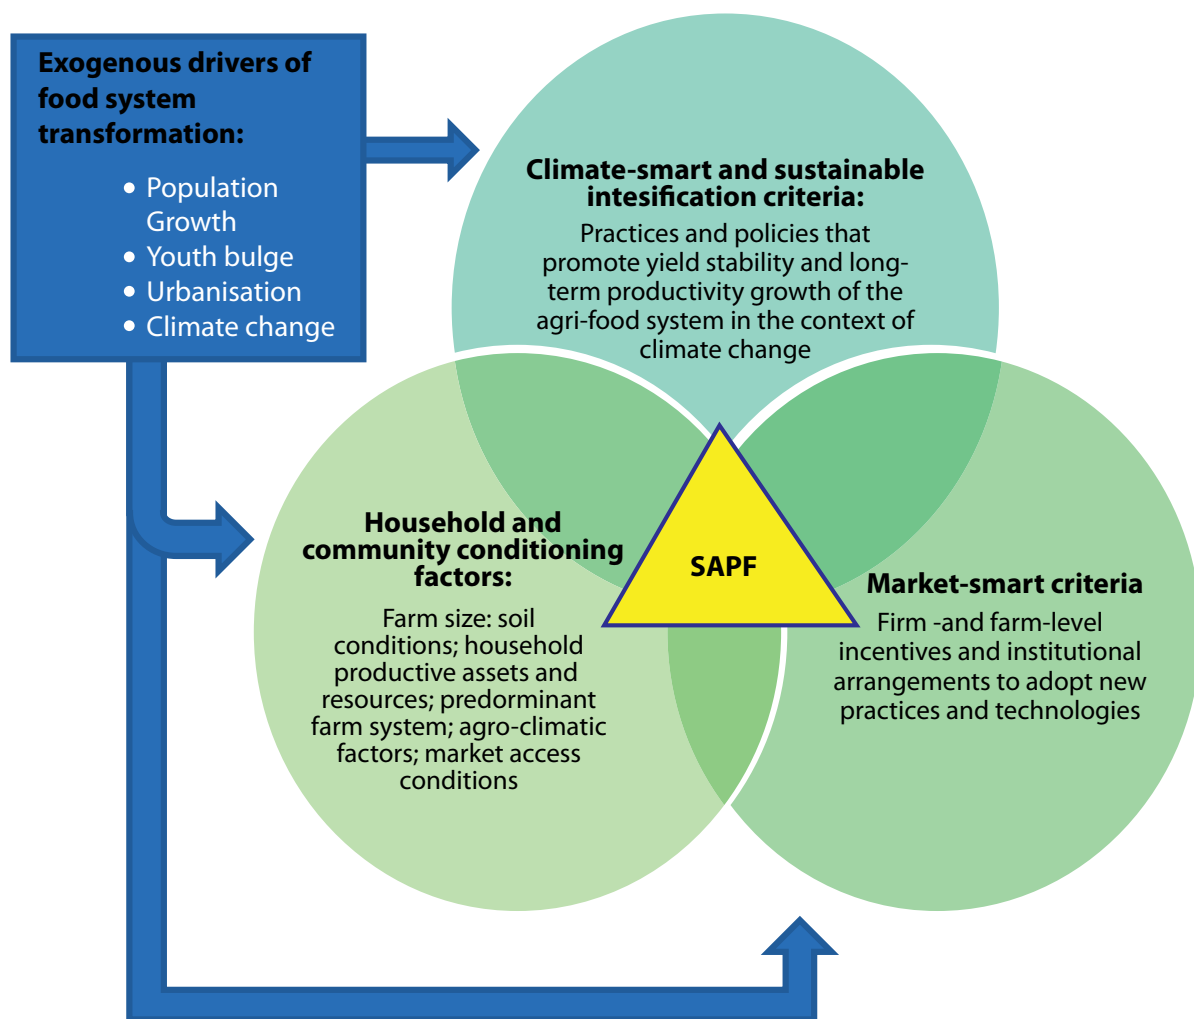 Exogenous drivers of
food system
transformation:
• Population
Growth
• Youth bulge
• Urbanisation
• Climate change
Climate-smart and sustainable
intesification criteria:
Practices and policies that
promote yield stability and long-
term productivity growth of the
agri-food system in the context of
climate change
Household and
community conditioning
factors:
Farm size: soil
conditions; household
productive assets and
resources; predorminant
farm system; agro-climatic
factors; market access
conditions
SAPF
Market-smart criteria
Firm -and farm-level
incentives and institutional
arrangements to adopt new
practices and technologies